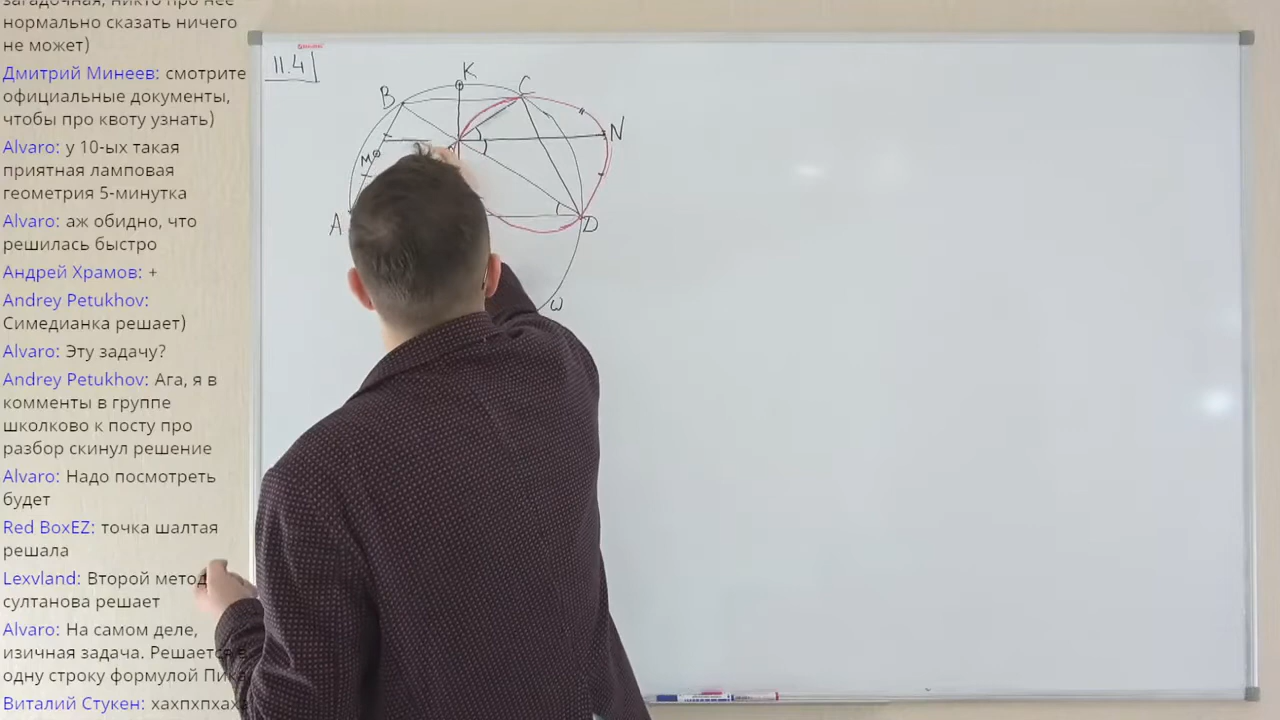 загадочная, никто про неё
нормально сказать ничего
не может)
Дмитрий Минеев: смотрите
официальные документы,
чтобы про квоту узнать)
Alvaro: у 10-ых такая
приятная ламповая
геометрия 5-минутка
Alvaro: аж обидно, что
решилась быстро
Андрей Храмов: +
Andrey Petukhov:
Симедианка решает)
Alvaro: Эту задачу?
Andrey Petukhov: Ага, я в
комменты в группе
школково к посту про
разбор скинул решение
Alvaro: Надо посмотреть
будет
Red BoxEZ: точка шалтая
решала
Lexvland: Второй метод
султанова решает
Alvaro: На самом деле,
изичная задача. Решается в
одну строку формулой Пика
Виталий Стукен: хахпхпхаха
11.4
K
B
C
N
M
A
D
ω